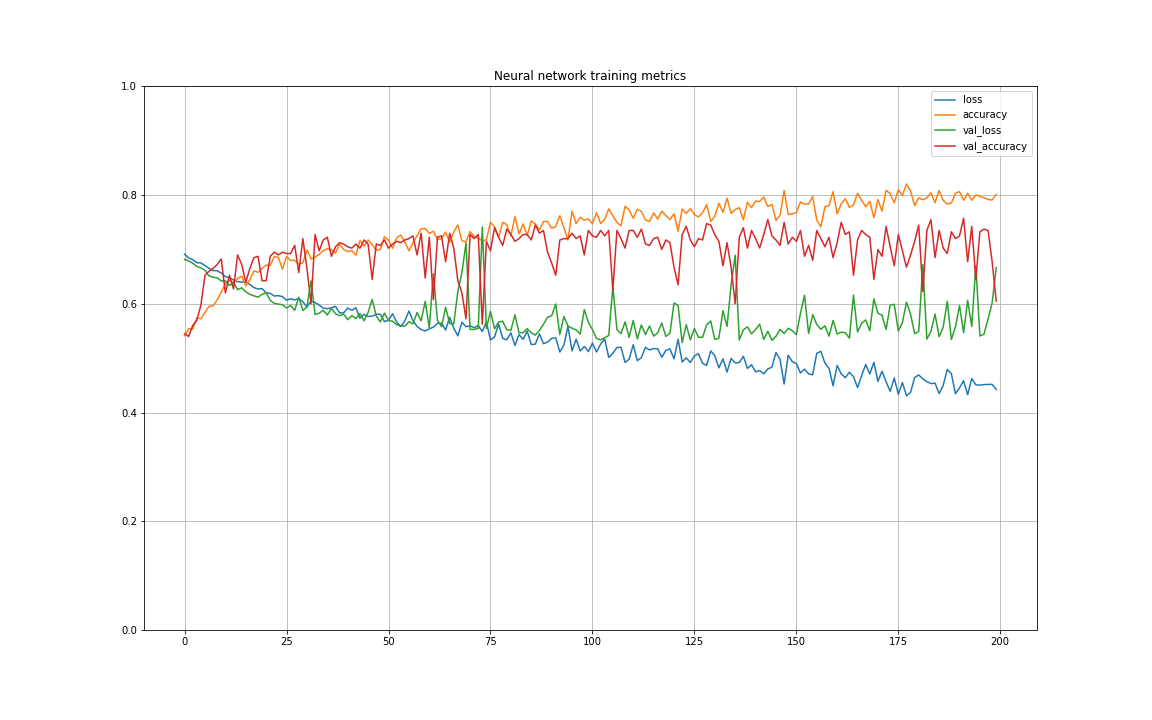 Neural network training metrics
1.0
loss
accuracy
0.8
val_loss
val_accuracy
0.6
0.4
0.2
0.0
0 25 50 75 100 125 150 175 200